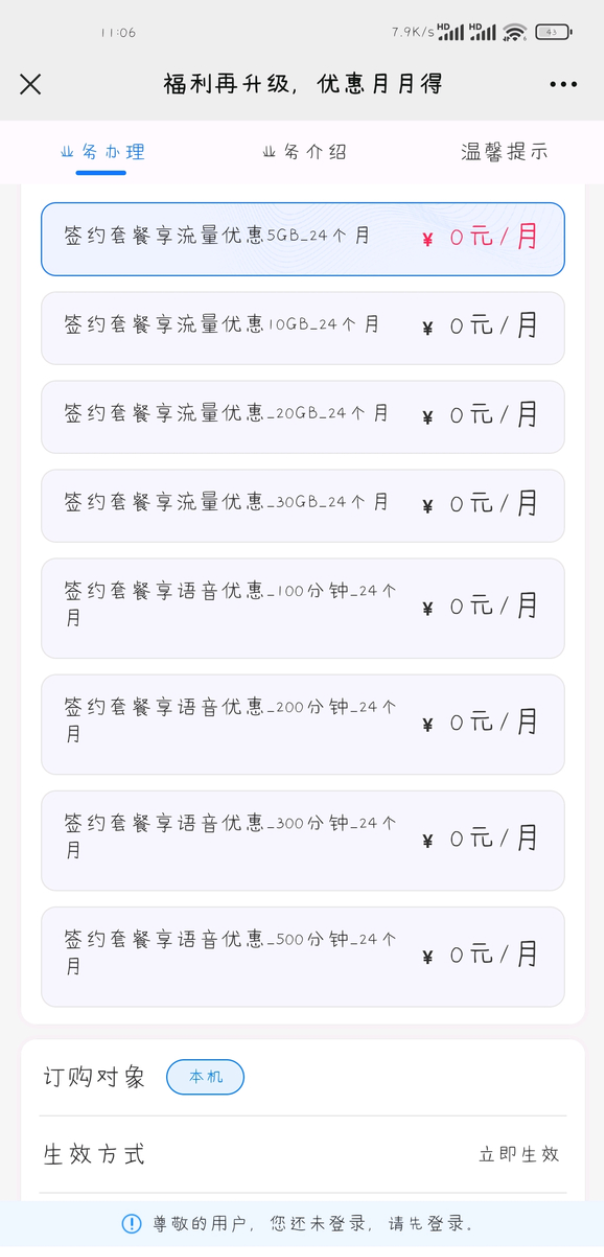 11:06 7.9K/s HD HD 43
福利再升级，优惠月月得
业务办理 业务介绍 温馨提示
签约套餐享流量优惠5GB_24个月 ¥ 0元/月
签约套餐享流量优惠10GB_24个月 ¥ 0元/月
签约套餐享流量优惠_20GB_24个月 ¥ 0元/月
签约套餐享流量优惠_30GB_24个月 ¥ 0元/月
签约套餐享语音优惠_100分钟_24个
月 ¥ 0元/月
签约套餐享语音优惠_200分钟_24个
月 ¥ 0元/月
签约套餐享语音优惠_300分钟_24个
月 ¥ 0元/月
签约套餐享语音优惠_500分钟_24个
月 ¥ 0元/月
订购对象 本机
生效方式 立即生效
尊敬的用户，您还未登录，请先登录。